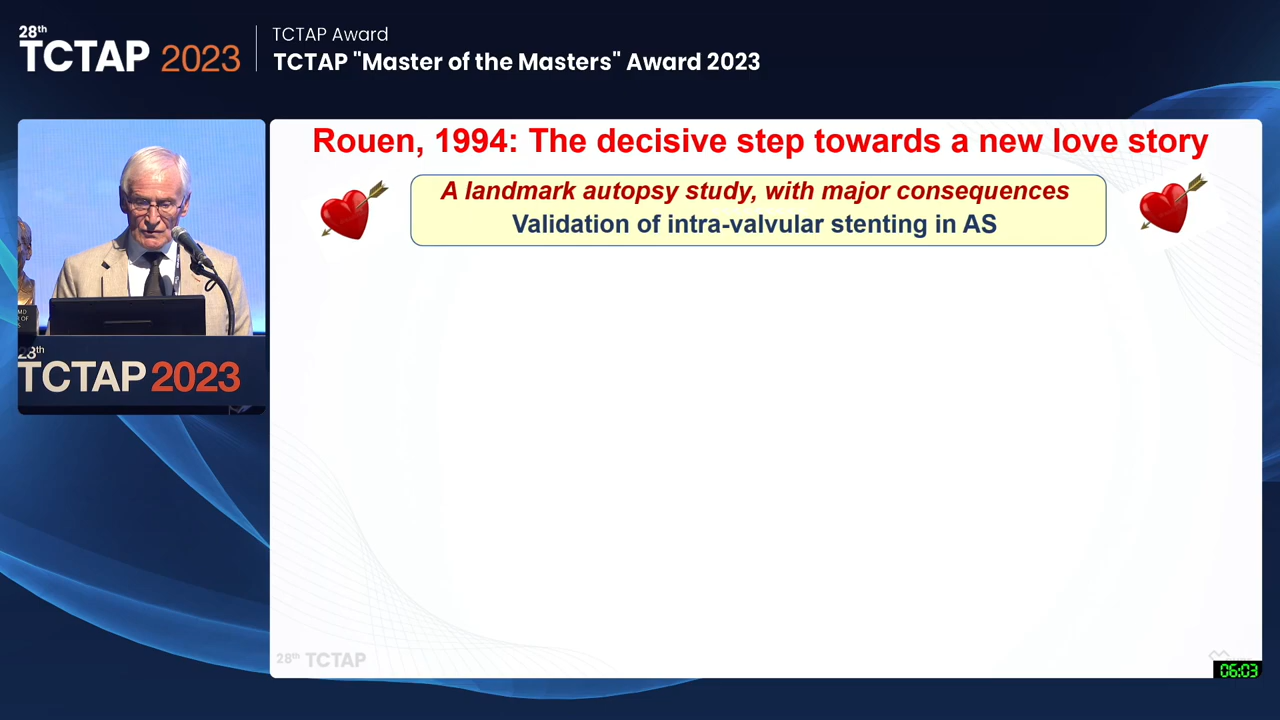 28th
TCTAP 2023
TCTAP Award
TCTAP "Master of the Masters" Award 2023
Rouen, 1994: The decisive step towards a new love story
A landmark autopsy study, with major consequences
Validation of intra-valvular stenting in AS
MD
OF
28th
TCTAP 2023
28th TCTAP
06:03